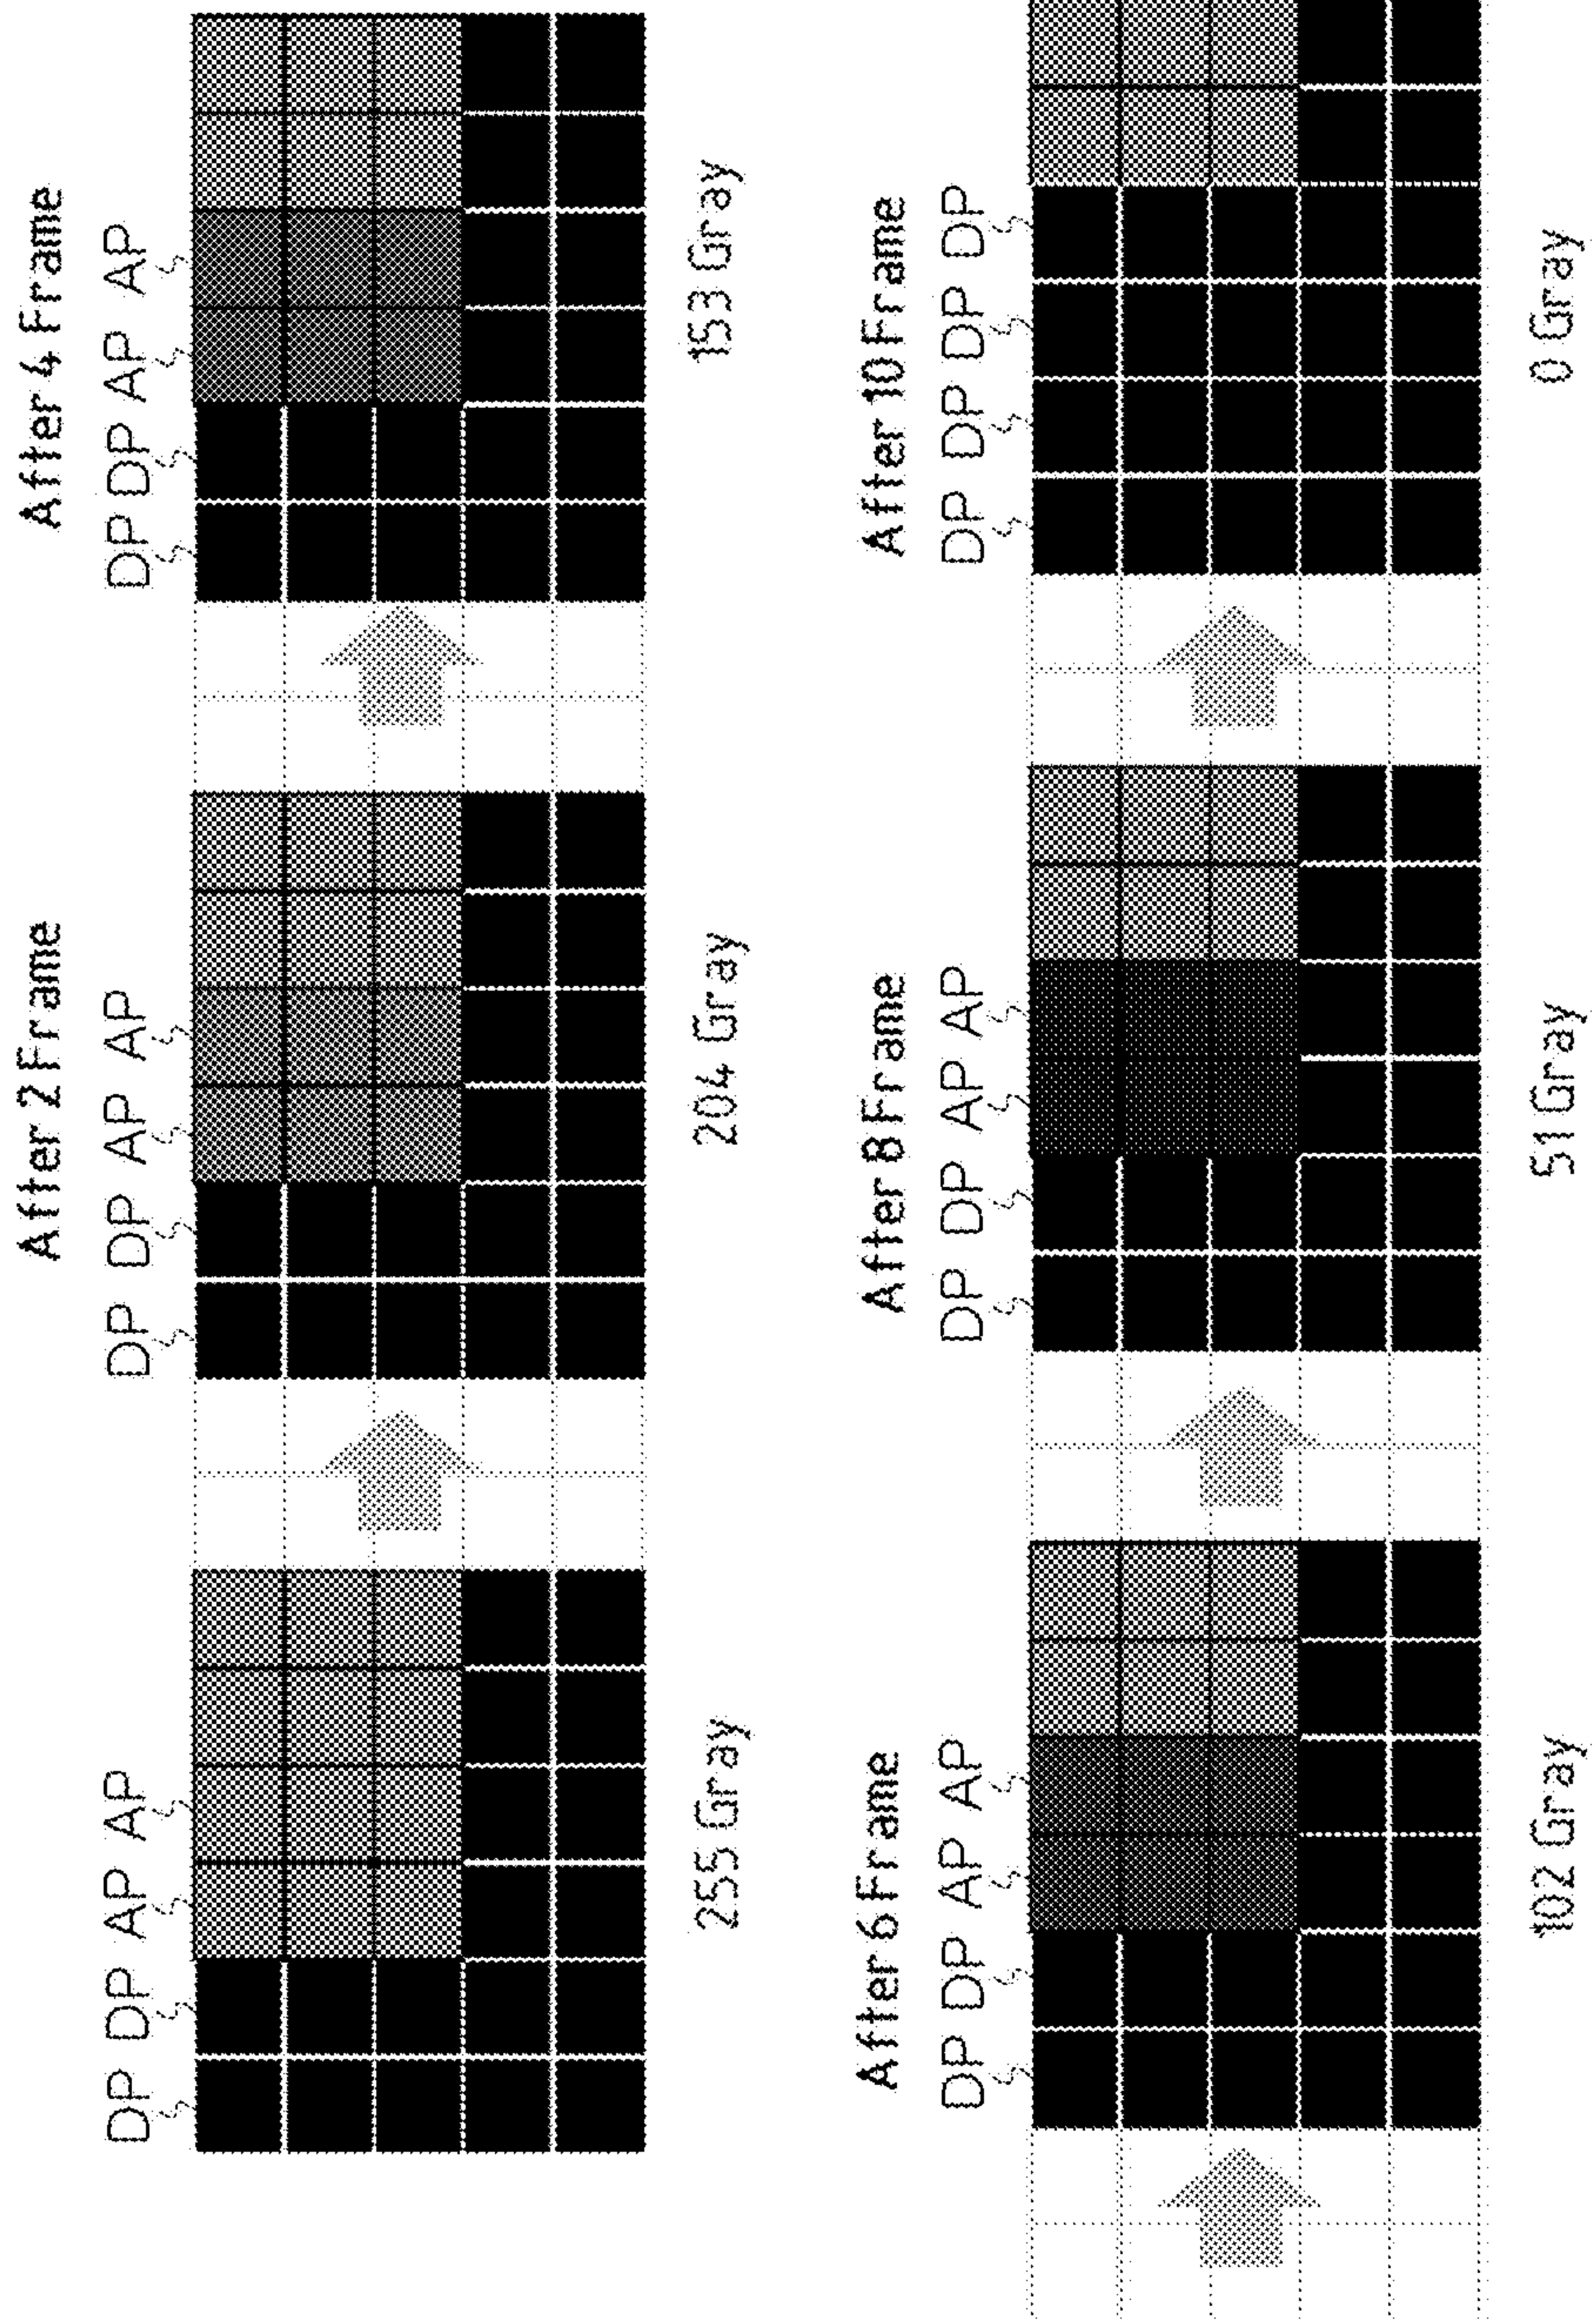 DP DP AP AP
255 Gray
After 2 Frame
DP DP AP AP
204 Gray
After 4 Frame
DP DP AP AP
153 Gray
After 6 Frame
DP DP AP AP
102 Gray
After 8 Frame
DP DP AP AP
51 Gray
After 10 Frame
DP DP DP DP
0 Gray